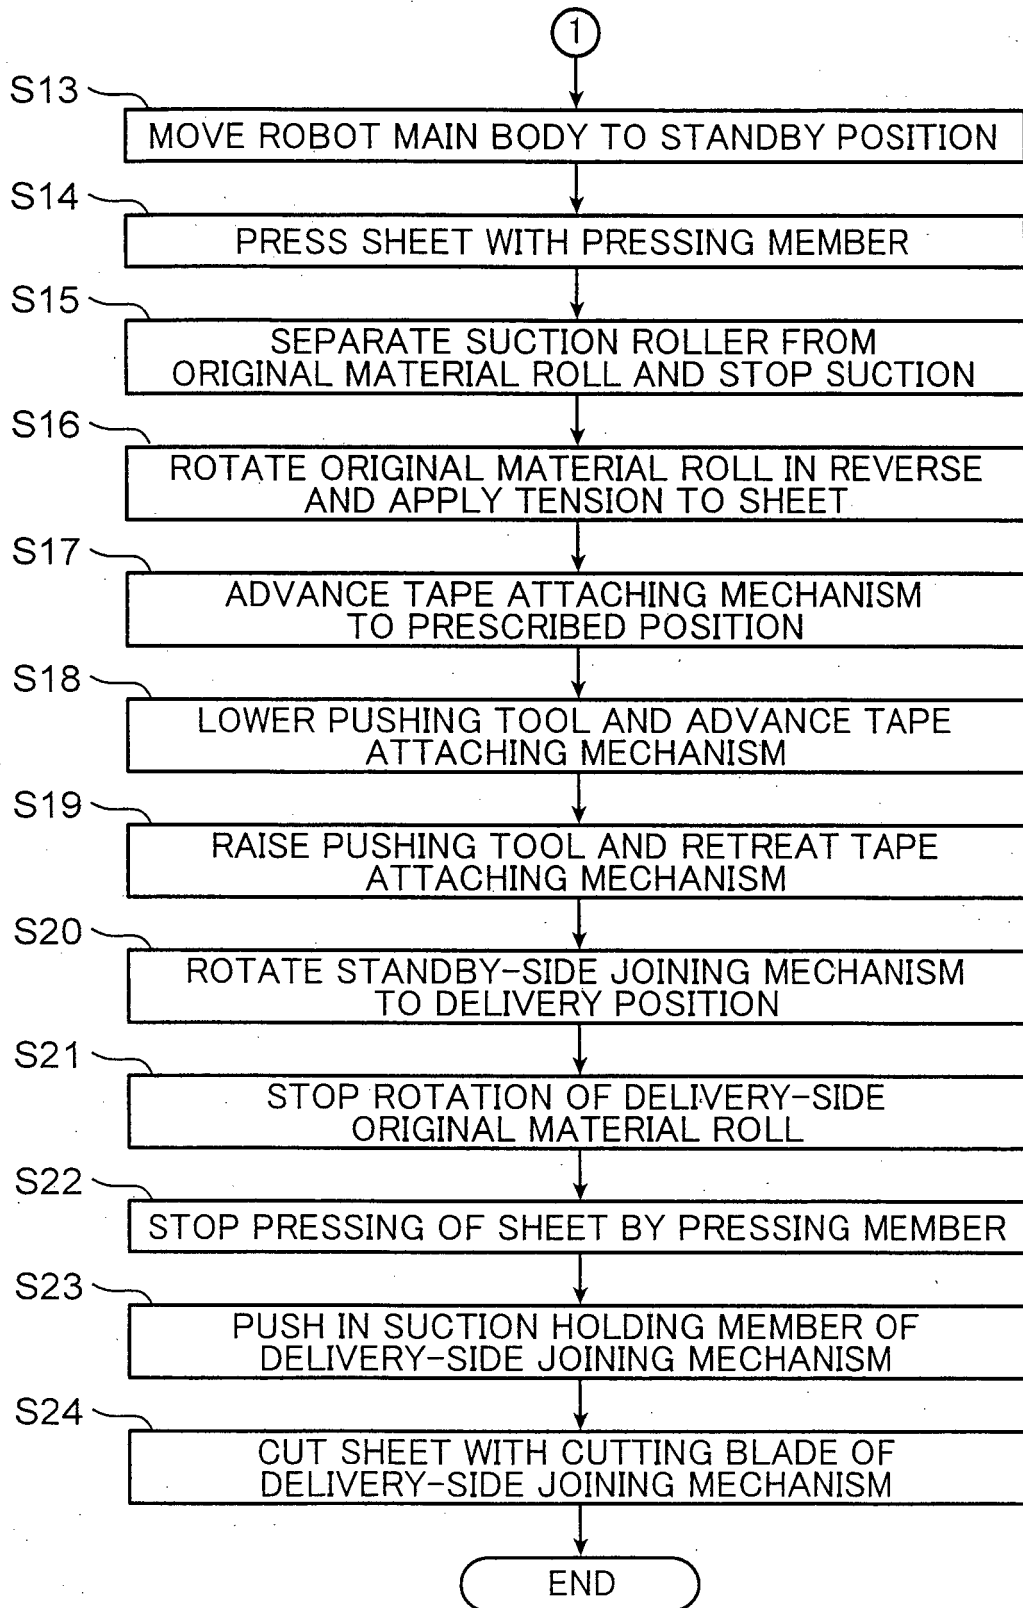 1
S13
MOVE ROBOT MAIN BODY TO STANDBY POSITION
S14
PRESS SHEET WITH PRESSING MEMBER
S15
SEPARATE SUCTION ROLLER FROM
ORIGINAL MATERIAL ROLL AND STOP SUCTION
S16
ROTATE ORIGINAL MATERIAL ROLL IN REVERSE
AND APPLY TENSION TO SHEET
S17
ADVANCE TAPE ATTACHING MECHANISM
TO PRESCRIBED POSITION
S18
LOWER PUSHING TOOL AND ADVANCE TAPE
ATTACHING MECHANISM
S19
RAISE PUSHING TOOL AND RETREAT TAPE
ATTACHING MECHANISM
S20
ROTATE STANDBY-SIDE JOINING MECHANISM
TO DELIVERY POSITION
S21
STOP ROTATION OF DELIVERY-SIDE
ORIGINAL MATERIAL ROLL
S22
STOP PRESSING OF SHEET BY PRESSING MEMBER
S23
PUSH IN SUCTION HOLDING MEMBER OF
DELIVERY-SIDE JOINING MECHANISM
S24
CUT SHEET WITH CUTTING BLADE OF
DELIVERY-SIDE JOINING MECHANISM
END